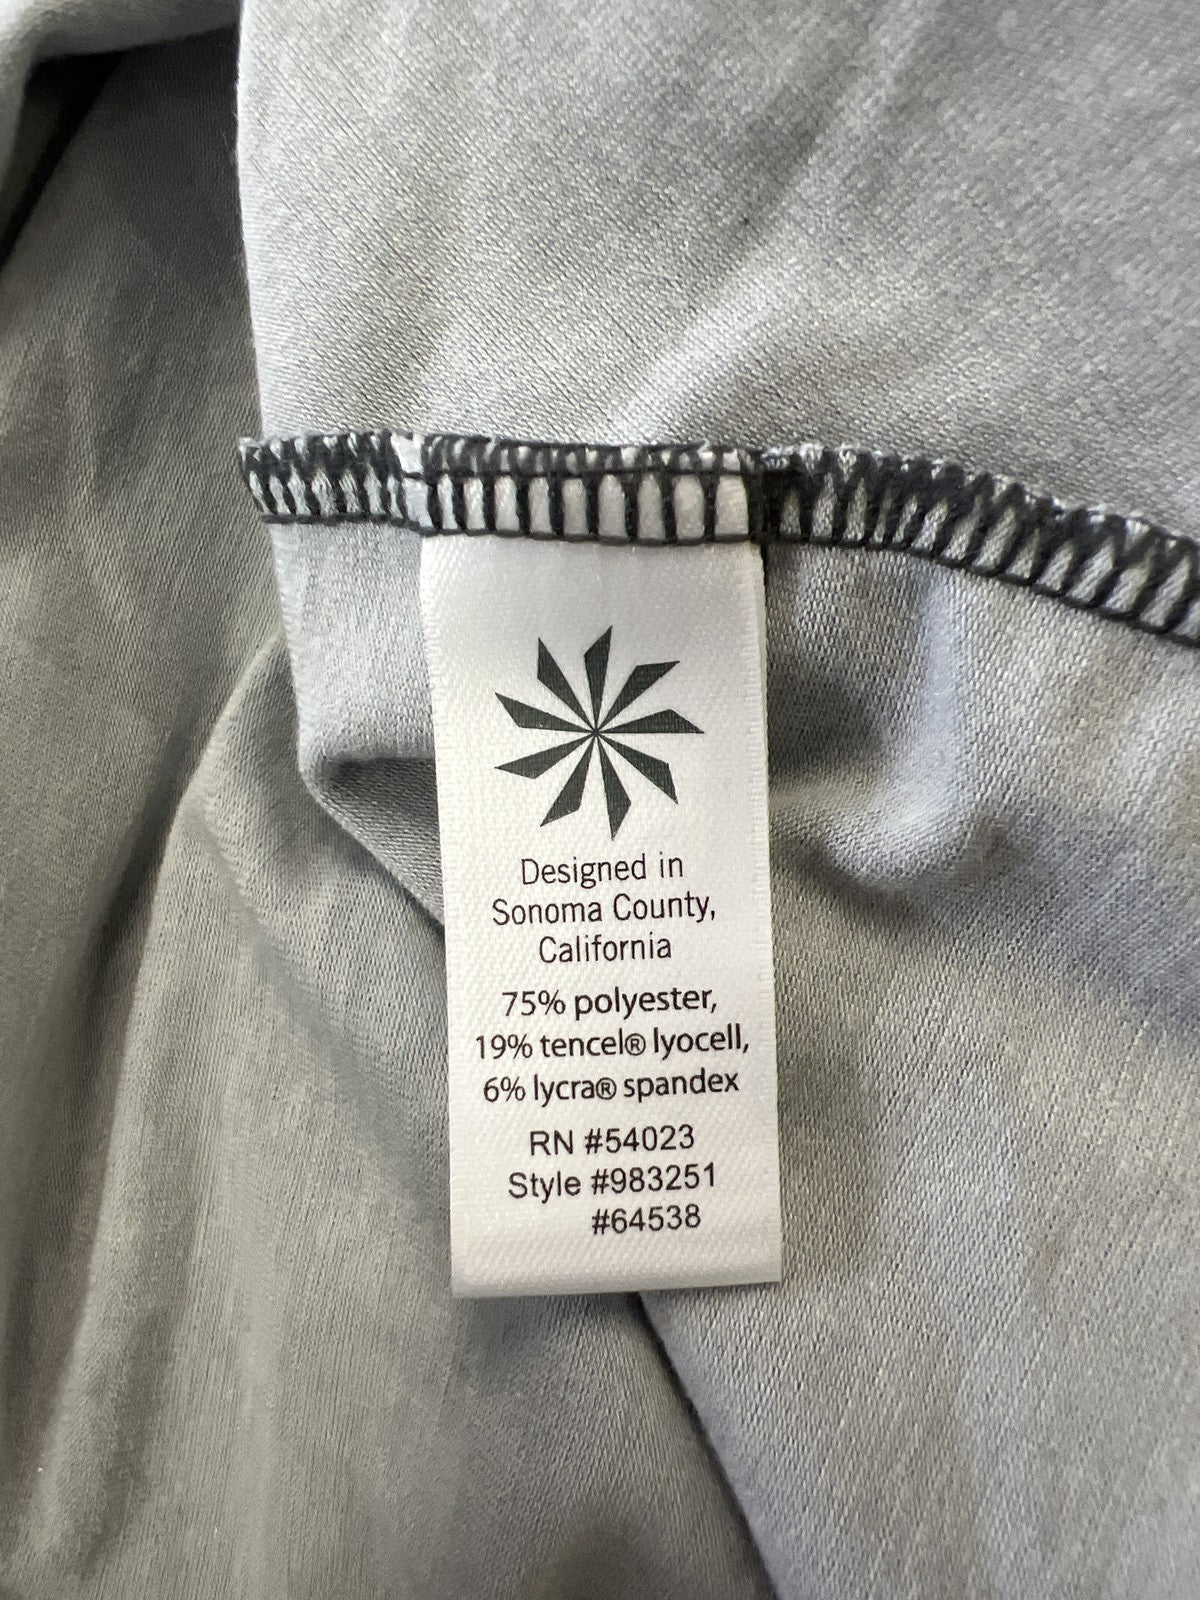 Designed in
Sonoma County,
California
75% polyester,
19% tencel® lyocell,
6% lycra® spandex
RN #54023
Style #983251
#64538